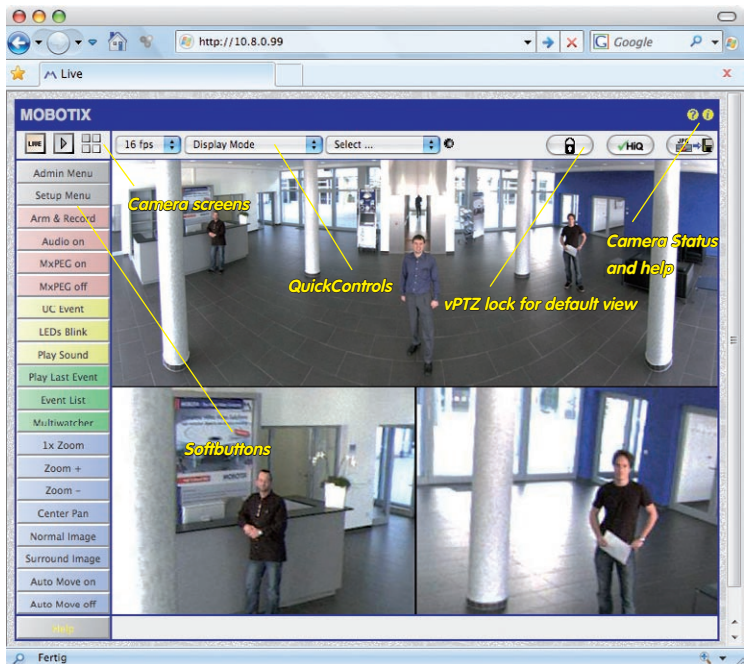 http://10.8.0.99
G Google
Live
x
MOBOTIX
? i
LIVE
16 fps
Display Mode
Select ...
HiQ
Admin Menu
Setup Menu
Arm & Record
Audio on
MxPEG on
MxPEG off
UC Event
LEDs Blink
Play Sound
Play Last Event
Event List
Multiwatcher
1x Zoom
Zoom +
Zoom -
Center Pan
Normal Image
Surround Image
Auto Move on
Auto Move off
Help
Camera screens
QuickControls
vPTZ lock for default view
Camera Status
and help
Softbuttons
MOBOTIX
Fertig